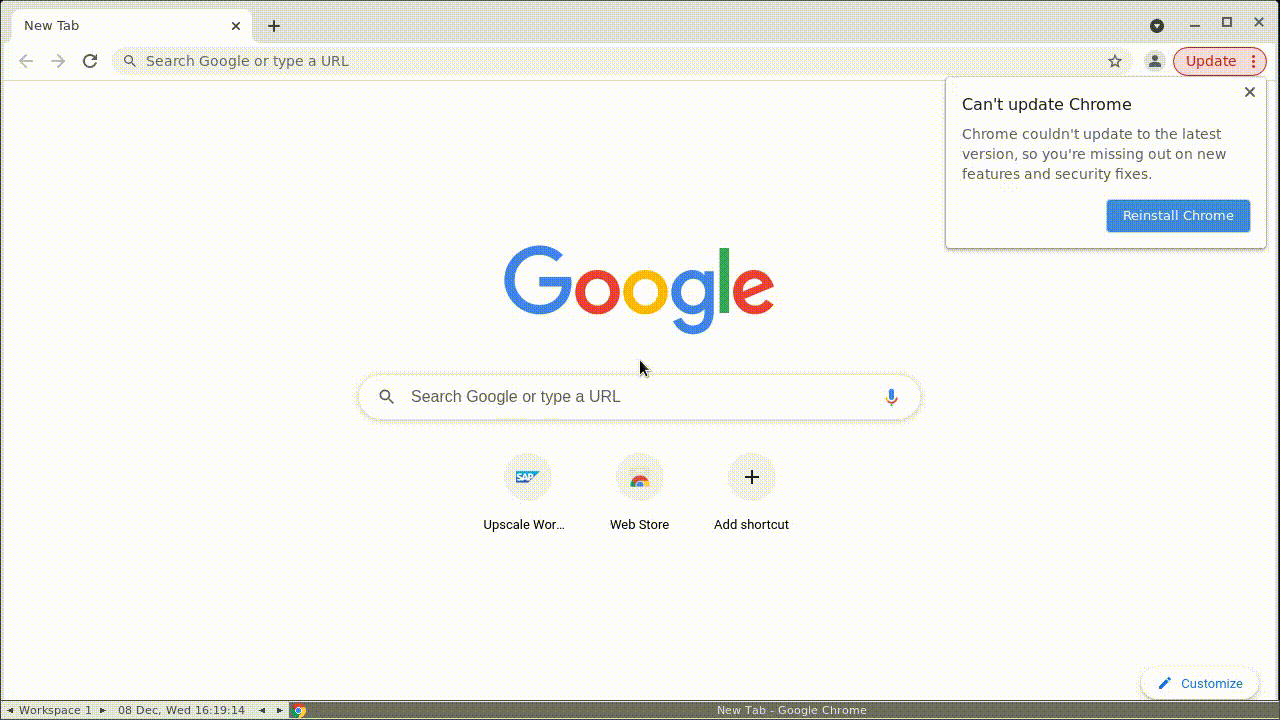 New Tab
Search Google or type a URL
Update
Can't update Chrome
Chrome couldn't update to the latest
version, so you're missing out on new
features and security fixes.
Reinstall Chrome
Google
Search Google or type a URL
SAP
Upscale Wor...
Web Store
Add shortcut
Customize
Workspace 1
08 Dec, Wed 16:19:14
New Tab - Google Chrome